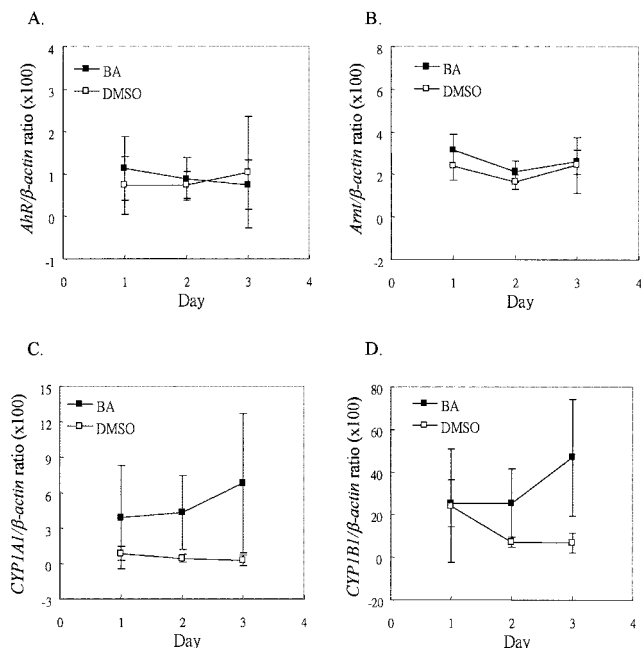 A.
AhR/β-actin ratio (x100)
4
3
2
1
0
-1
BA
DMSO
0 1 2 3 4
Day
B.
Arnt/β-actin ratio (x100)
8
6
4
2
0
-2
BA
DMSO
0 1 2 3 4
Day
C.
CYP1A1/β-actin ratio (x100)
15
12
9
6
3
0
-3
BA
DMSO
0 1 2 3 4
Day
D.
CYP1B1/β-actin ratio (x100)
80
60
40
20
0
-20
BA
DMSO
0 1 2 3 4
Day